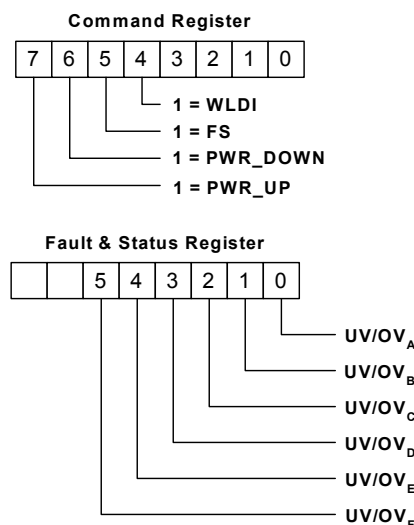 Command Register
7 6 5 4 3 2 1 0
1 = WLDI
1 = FS
1 = PWR_DOWN
1 = PWR_UP
Fault & Status Register
5 4 3 2 1 0
UV/OVA
UV/OVB
UV/OVC
UV/OVD
UV/OVE
UV/OVF